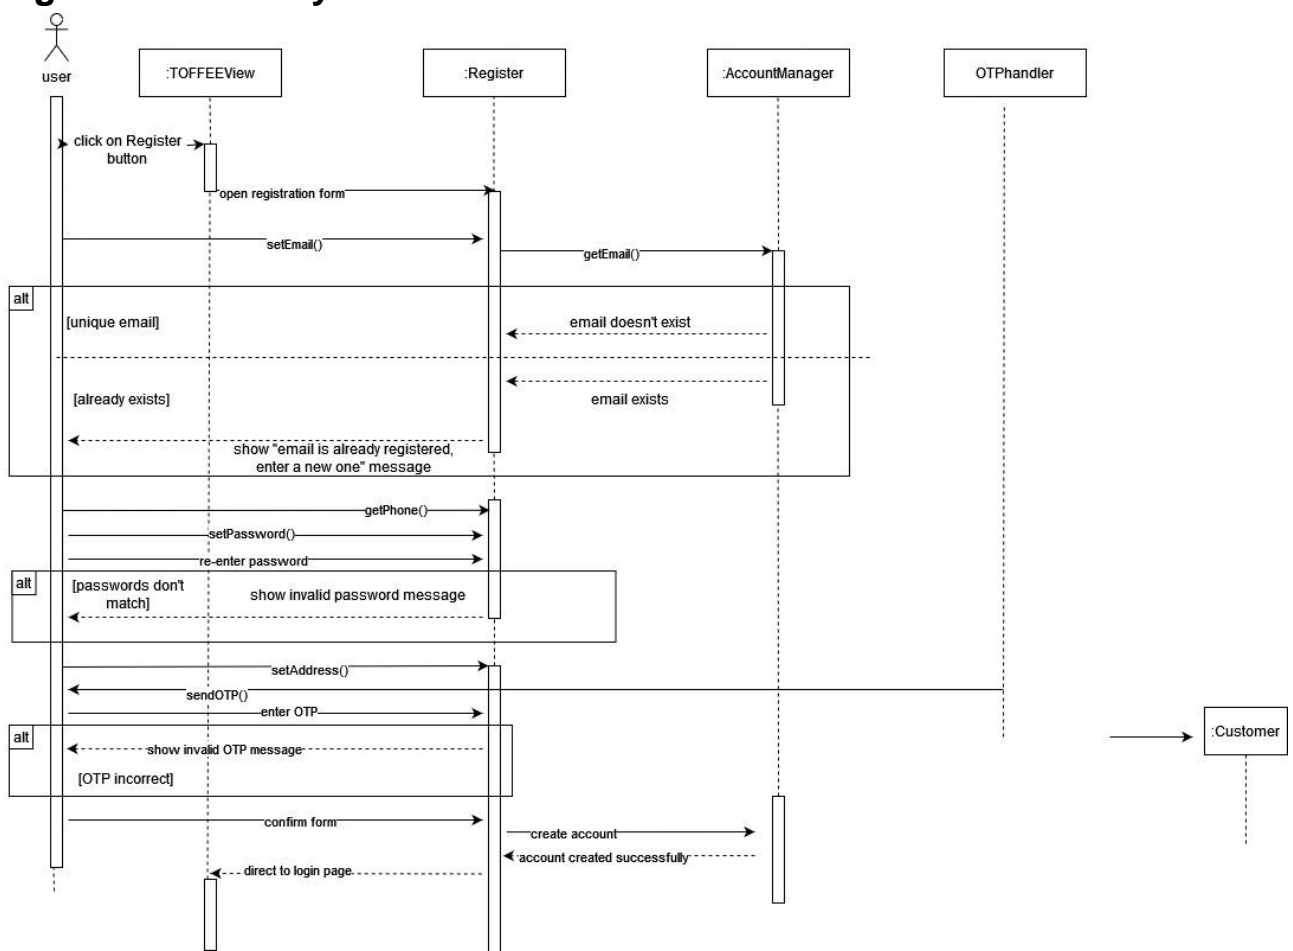 user
:TOFFEEView
:Register
:AccountManager
OTPhandler
click on Register
button
open registration form
setEmail()
getEmail()
alt
[unique email]
email doesn't exist
[already exists]
email exists
show "email is already registered,
enter a new one" message
getPhone()
setPassword()
re-enter password
alt
[passwords don't
match]
show invalid password message
setAddress()
sendOTP()
enter OTP
alt
show invalid OTP message
:Customer
[OTP incorrect]
confirm form
create account
account created successfully
direct to login page